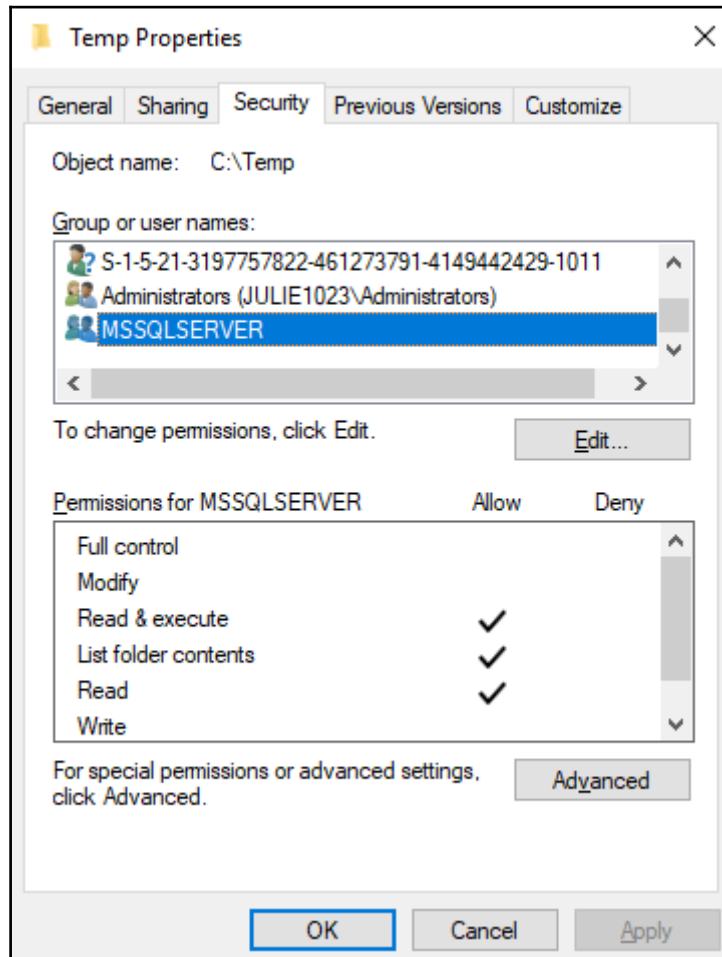 Temp Properties
General Sharing Security Previous Versions Customize
Object name: C:\Temp
Group or user names:
S-1-5-21-3197757822-461273791-4149442429-1011
Administrators (JULIE1023\Administrators)
MSSQLSERVER
To change permissions, click Edit.
Edit...
Permissions for MSSQLSERVER Allow Deny
Full control
Modify
Read & execute
List folder contents
Read
Write
For special permissions or advanced settings,
click Advanced.
Advanced
OK Cancel Apply